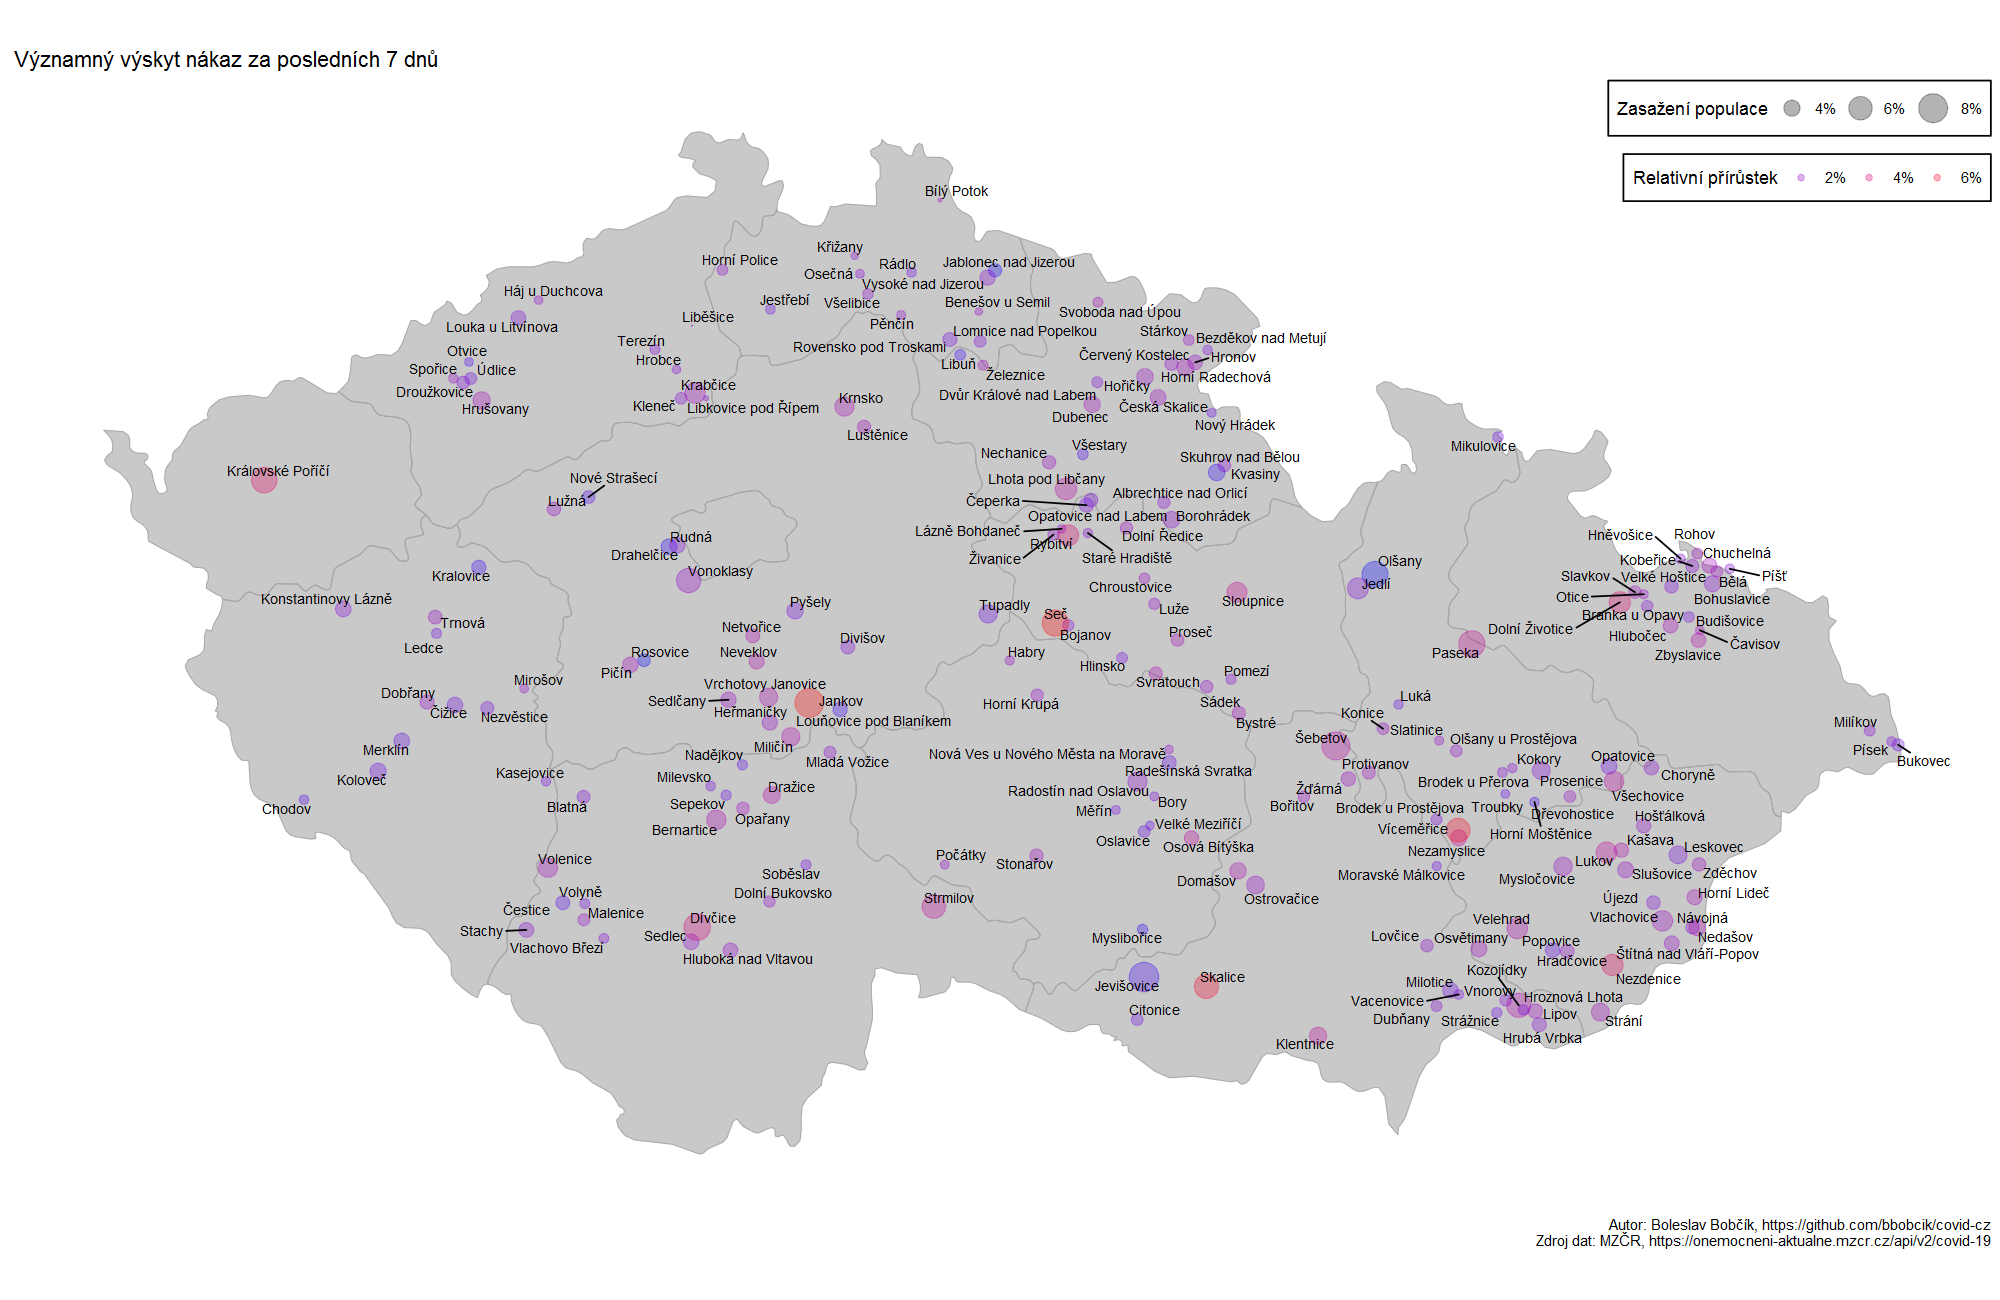 Významný výskyt nákaz za posledních 7 dnů
Zasažení populace 4% 6% 8%
Relativní přírůstek 2% 4% 6%
Bílý Potok
Křižany
Horní Police
Osečná
Rádlo
Jablonec nad Jizerou
Vysoké nad Jizerou
Háj u Duchcova
Jestřebí
Všelibice
Benešov u Semil
Svoboda nad Úpou
Louka u Litvínova
Liběšice
Pěnčín
Lomnice nad Popelkou
Stárkov
Bezděkov nad Metují
Terezín
Rovensko pod Troskami
Otvice
Hrobce
Libuň
Červený Kostelec
Hronov
Spořice
Údlice
Železnice
Horní Radechová
Droužkovice
Krabčice
Hořičky
Hrušovany
Kleneč
Libkovice pod Řípem
Krnsko
Dvůr Králové nad Labem
Česká Skalice
Dubenec
Nový Hrádek
Luštěnice
Všestary
Mikulovice
Nechanice
Skuhrov nad Bělou
Královské Poříčí
Kvasiny
Nové Strašecí
Lhota pod Libčany
Lužná
Čeperka
Albrechtice nad Orlicí
Opatovice nad Labem
Borohrádek
Lázně Bohdaneč
Rudná
Rybitví
Dolní Ředice
Hněvošice
Rohov
Drahelčice
Živanice
Staré Hradiště
Kobeřice
Chuchelná
Vonoklasy
Olšany
Kralovice
Slavkov
Velké Hoštice
Píšť
Jedlí
Bělá
Chroustovice
Konstantinovy Lázně
Otice
Bohuslavice
Pyšely
Tupadly
Seč
Luže
Sloupnice
Branka u Opavy
Budišovice
Trnová
Netvořice
Bojanov
Proseč
Dolní Životice
Hlubočec
Čavisov
Ledce
Divišov
Rosovice
Neveklov
Habry
Hlinsko
Paseka
Zbyslavice
Pičín
Pomezí
Mirošov
Vrchotovy Janovice
Svratouch
Dobřany
Sedlčany
Jankov
Horní Krupá
Sádek
Luká
Čižice
Nezvěstice
Heřmaničky
Louňovice pod Blaníkem
Bystré
Konice
Slatinice
Milíkov
Merklín
Miličín
Šebetov
Olšany u Prostějova
Písek
Nadějkov
Mladá Vožice
Nová Ves u Nového Města na Moravě
Protivanov
Kokory
Opatovice
Bukovec
Koloveč
Kasejovice
Milevsko
Radešínská Svratka
Brodek u Přerova
Prosenice
Choryně
Dražice
Radostín nad Oslavou
Žďárná
Chodov
Blatná
Sepekov
Bory
Bořitov
Brodek u Prostějova
Troubky
Všechovice
Měřín
Dřevohostice
Opařany
Hošťálková
Bernartice
Velké Meziříčí
Víceměřice
Horní Moštěnice
Oslavice
Osová Bítýška
Nezamyslice
Kašava
Leskovec
Volenice
Počátky
Stonařov
Lukov
Soběslav
Moravské Málkovice
Mysločovice
Slušovice
Zděchov
Volyně
Dolní Bukovsko
Strmilov
Domašov
Ostrovačice
Újezd
Horní Lideč
Čestice
Malenice
Dívčice
Velehrad
Vlachovice
Návojná
Stachy
Sedlec
Myslibořice
Lovčice
Osvětimany
Popovice
Nedašov
Vlachovo Březí
Hluboká nad Vltavou
Štítná nad Vláří-Popov
Hradčovice
Kozojídky
Skalice
Milotice
Nezdenice
Jevišovice
Vacenovice
Vnorovy
Hroznová Lhota
Citonice
Dubňany
Strážnice
Lipov
Strání
Klentnice
Hrubá Vrbka
Autor: Boleslav Bobčík, https://github.com/bbobcik/covid-cz
Zdroj dat: MZČR, https://onemocneni-aktualne.mzcr.cz/api/v2/covid-19